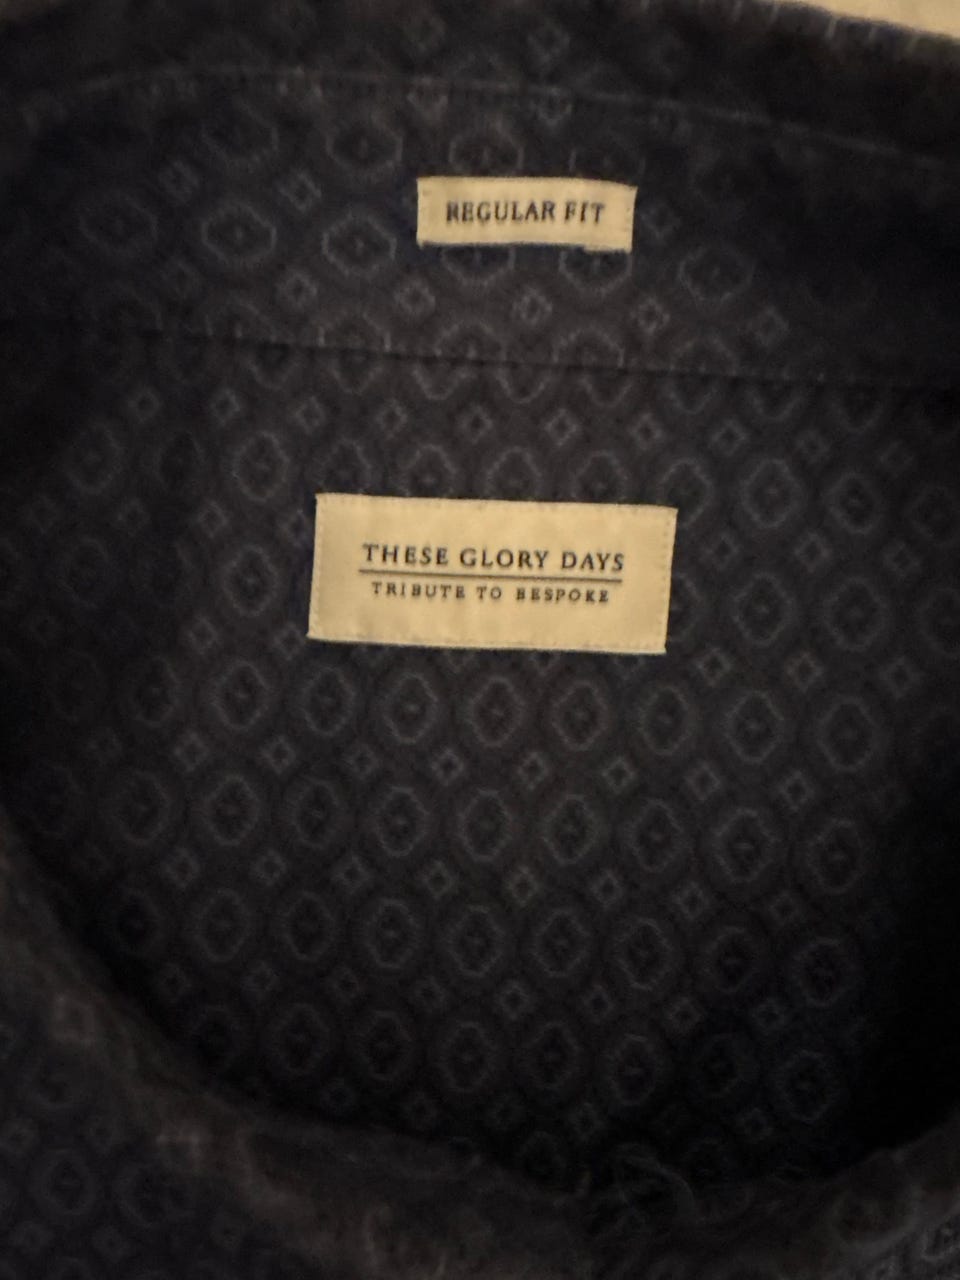 REGULAR FIT
THESE GLORY DAYS
TRIBUTE TO BESPOKE